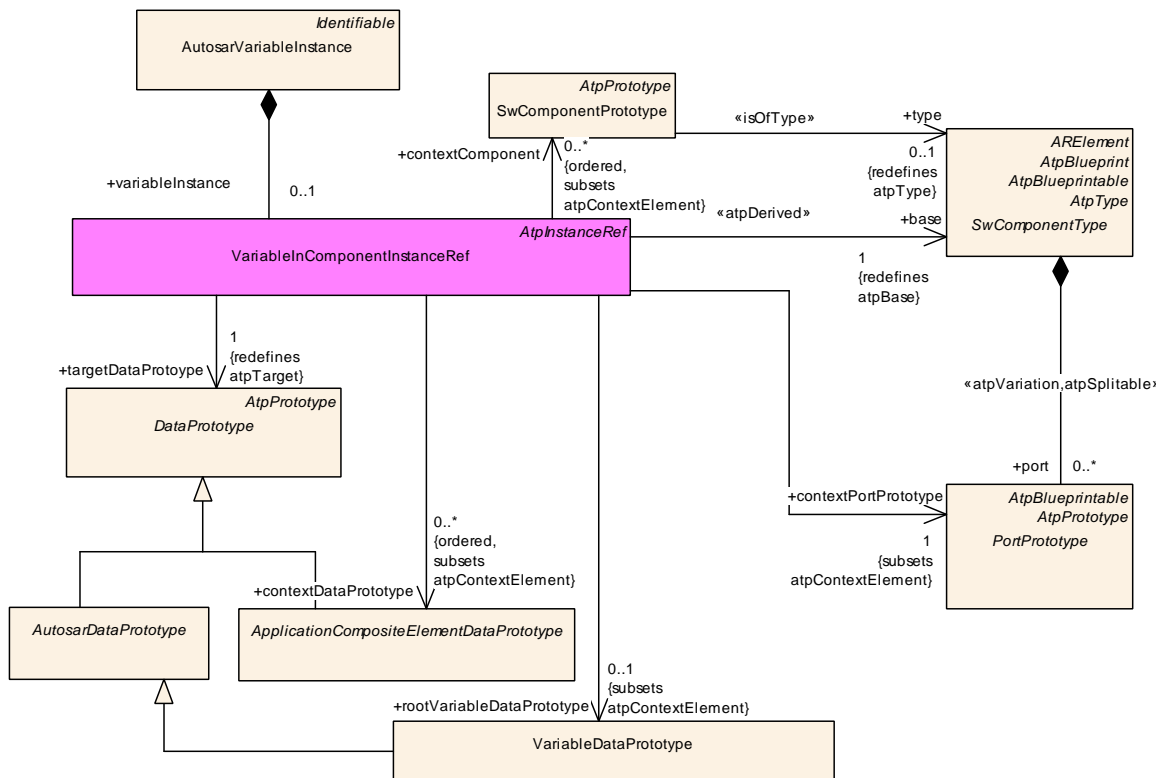 Identifiable
AutosarVariableInstance
AtpPrototype
SwComponentPrototype
«isOfType»
+type
0..1
{redefines
atpType}
ARElement
AtpBlueprint
AtpBlueprintable
AtpType
SwComponentType
+contextComponent
0..*
{ordered,
subsets
atpContextElement}
+variableInstance
0..1
«atpDerived»
+base
1
{redefines
atpBase}
AtpInstanceRef
VariableInComponentInstanceRef
1
{redefines
atpTarget}
+targetDataProtoype
AtpPrototype
DataPrototype
«atpVariation,atpSplitable»
+port
0..*
+contextPortPrototype
1
{subsets
atpContextElement}
AtpBlueprintable
AtpPrototype
PortPrototype
0..*
{ordered,
subsets
atpContextElement}
+contextDataPrototype
AutosarDataPrototype
ApplicationCompositeElementDataPrototype
0..1
{subsets
atpContextElement}
+rootVariableDataPrototype
VariableDataPrototype